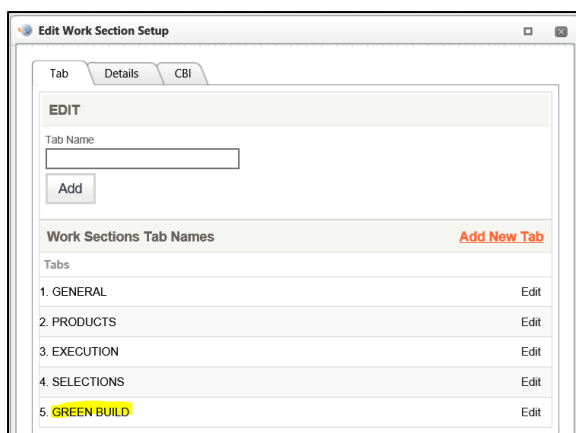 Edit Work Section Setup
Tab Details CBI
EDIT
Tab Name
Add
Work Sections Tab Names Add New Tab
Tabs
1. GENERAL Edit
2. PRODUCTS Edit
3. EXECUTION Edit
4. SELECTIONS Edit
5. GREEN BUILD Edit